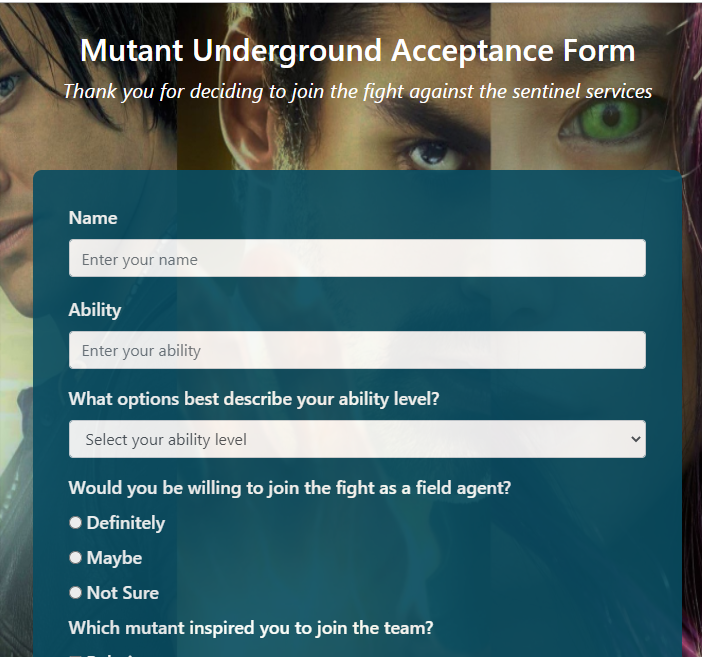 Mutant Underground Acceptance Form
Thank you for deciding to join the fight against the sentinel services
Name
Enter your name
Ability
Enter your ability
What options best describe your ability level?
Select your ability level
Would you be willing to join the fight as a field agent?
Definitely
Maybe
Not Sure
Which mutant inspired you to join the team?